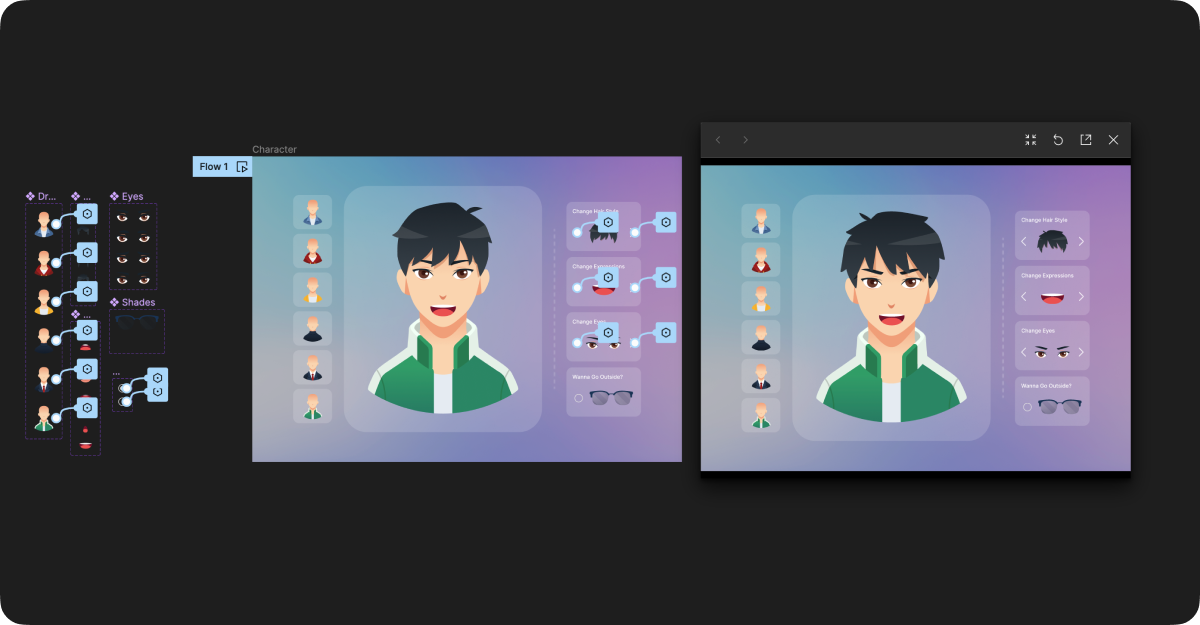 Character
Flow 1
Dr...
...
Eyes
Shades
...
...
Change Hair Style
Change Expressions
Change Eyes
Wanna Go Outside?
Change Hair Style
Change Expressions
Change Eyes
Wanna Go Outside?